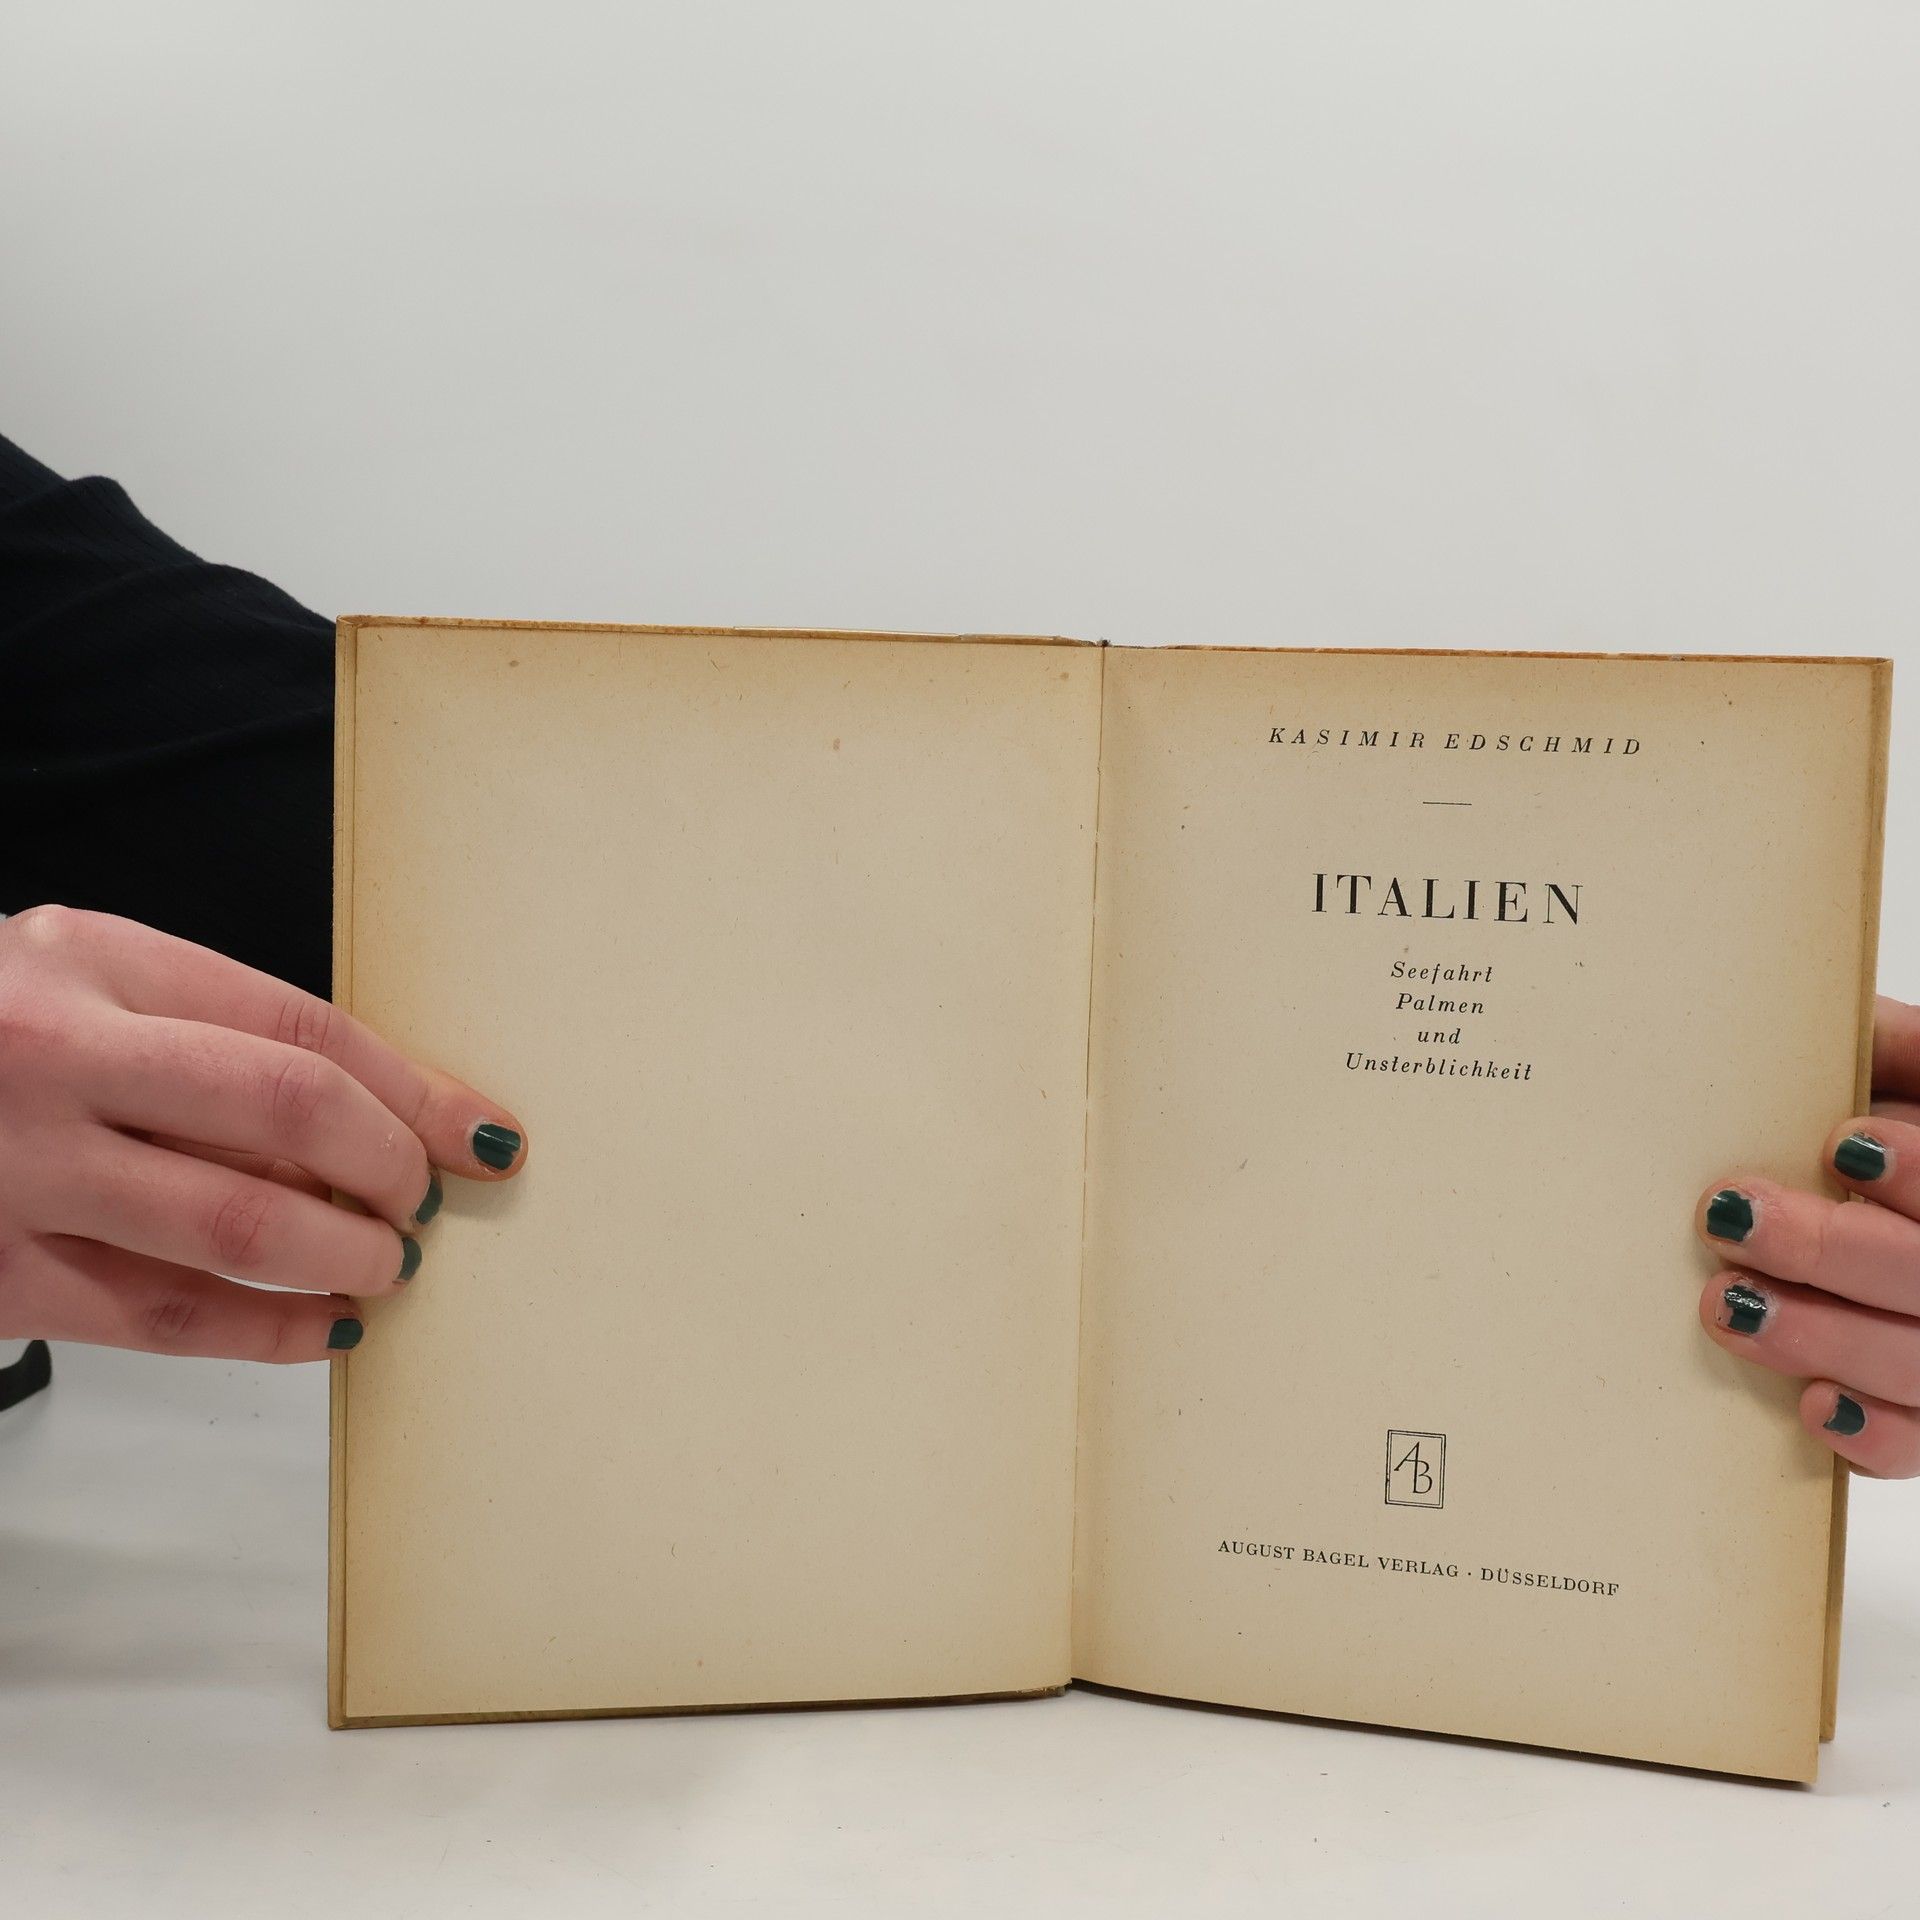 KASIMIR EDSCHMID
ITALIEN
Seefahrt
Palmen
und
Unsterblichkeit
AB
AUGUST BAGEL VERLAG · DÜSSELDORF